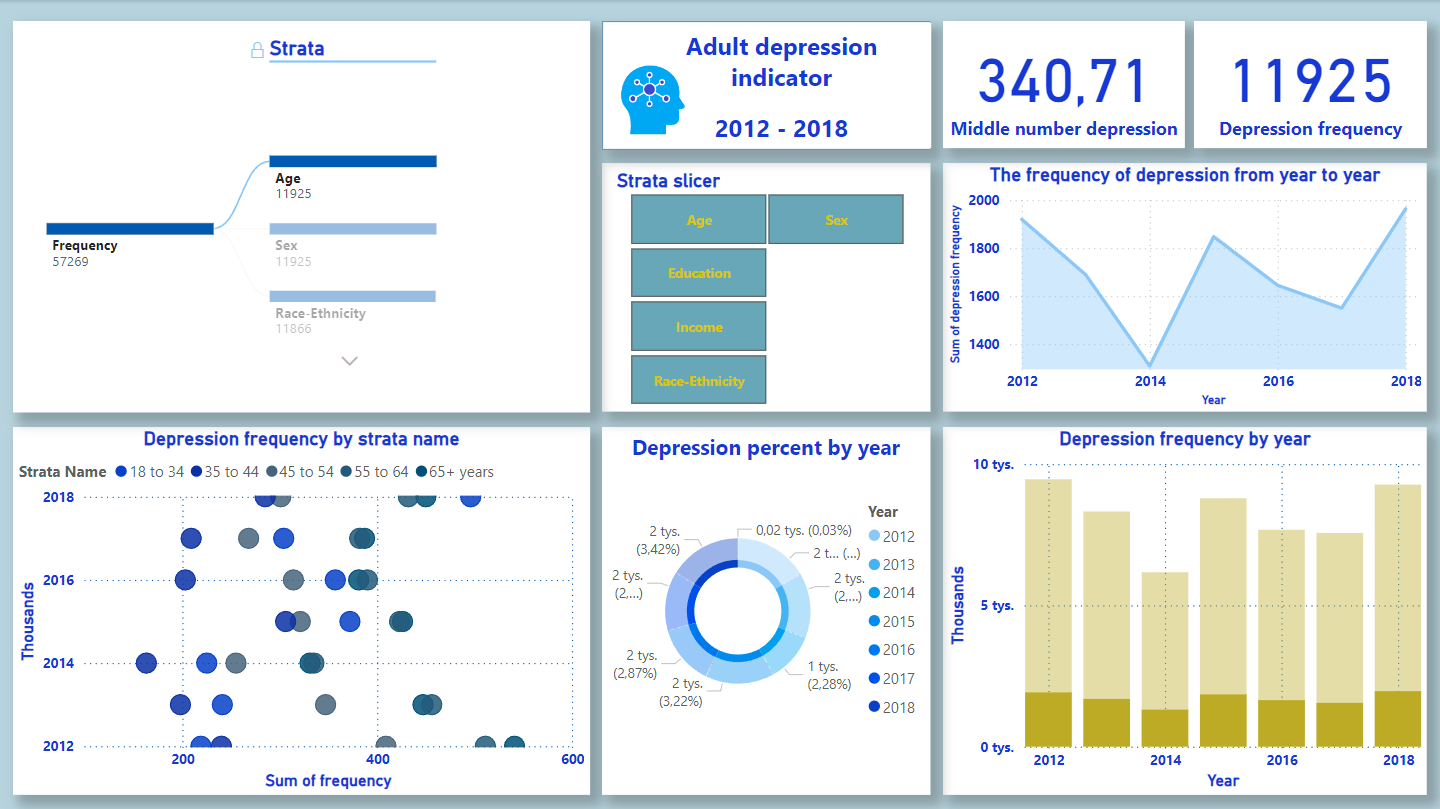 Strata
Age
11925
Frequency
57269
Sex
11925
Race-Ethnicity
11866
Adult depression
indicator
2012 - 2018
340,71
Middle number depression
11925
Depression frequency
Strata slicer
Age
Sex
Education
Income
Race-Ethnicity
The frequency of depression from year to year
Sum of depression frequency
2000
1800
1600
1400
2012
2014
2016
2018
Year
Depression frequency by strata name
Strata Name
18 to 34
35 to 44
45 to 54
55 to 64
65+ years
Thousands
2018
2016
2014
2012
200
400
600
Sum of frequency
Depression percent by year
0,02 tys. (0,03%)
2 t... (...)
2 tys.
(2,...)
1 tys.
(2,28%)
2 tys.
(3,22%)
2 tys.
(2,87%)
2 tys.
(2,...)
2 tys.
(3,42%)
Year
2012
2013
2014
2015
2016
2017
2018
Depression frequency by year
Thousands
10 tys.
5 tys.
0 tys.
2012
2014
2016
2018
Year